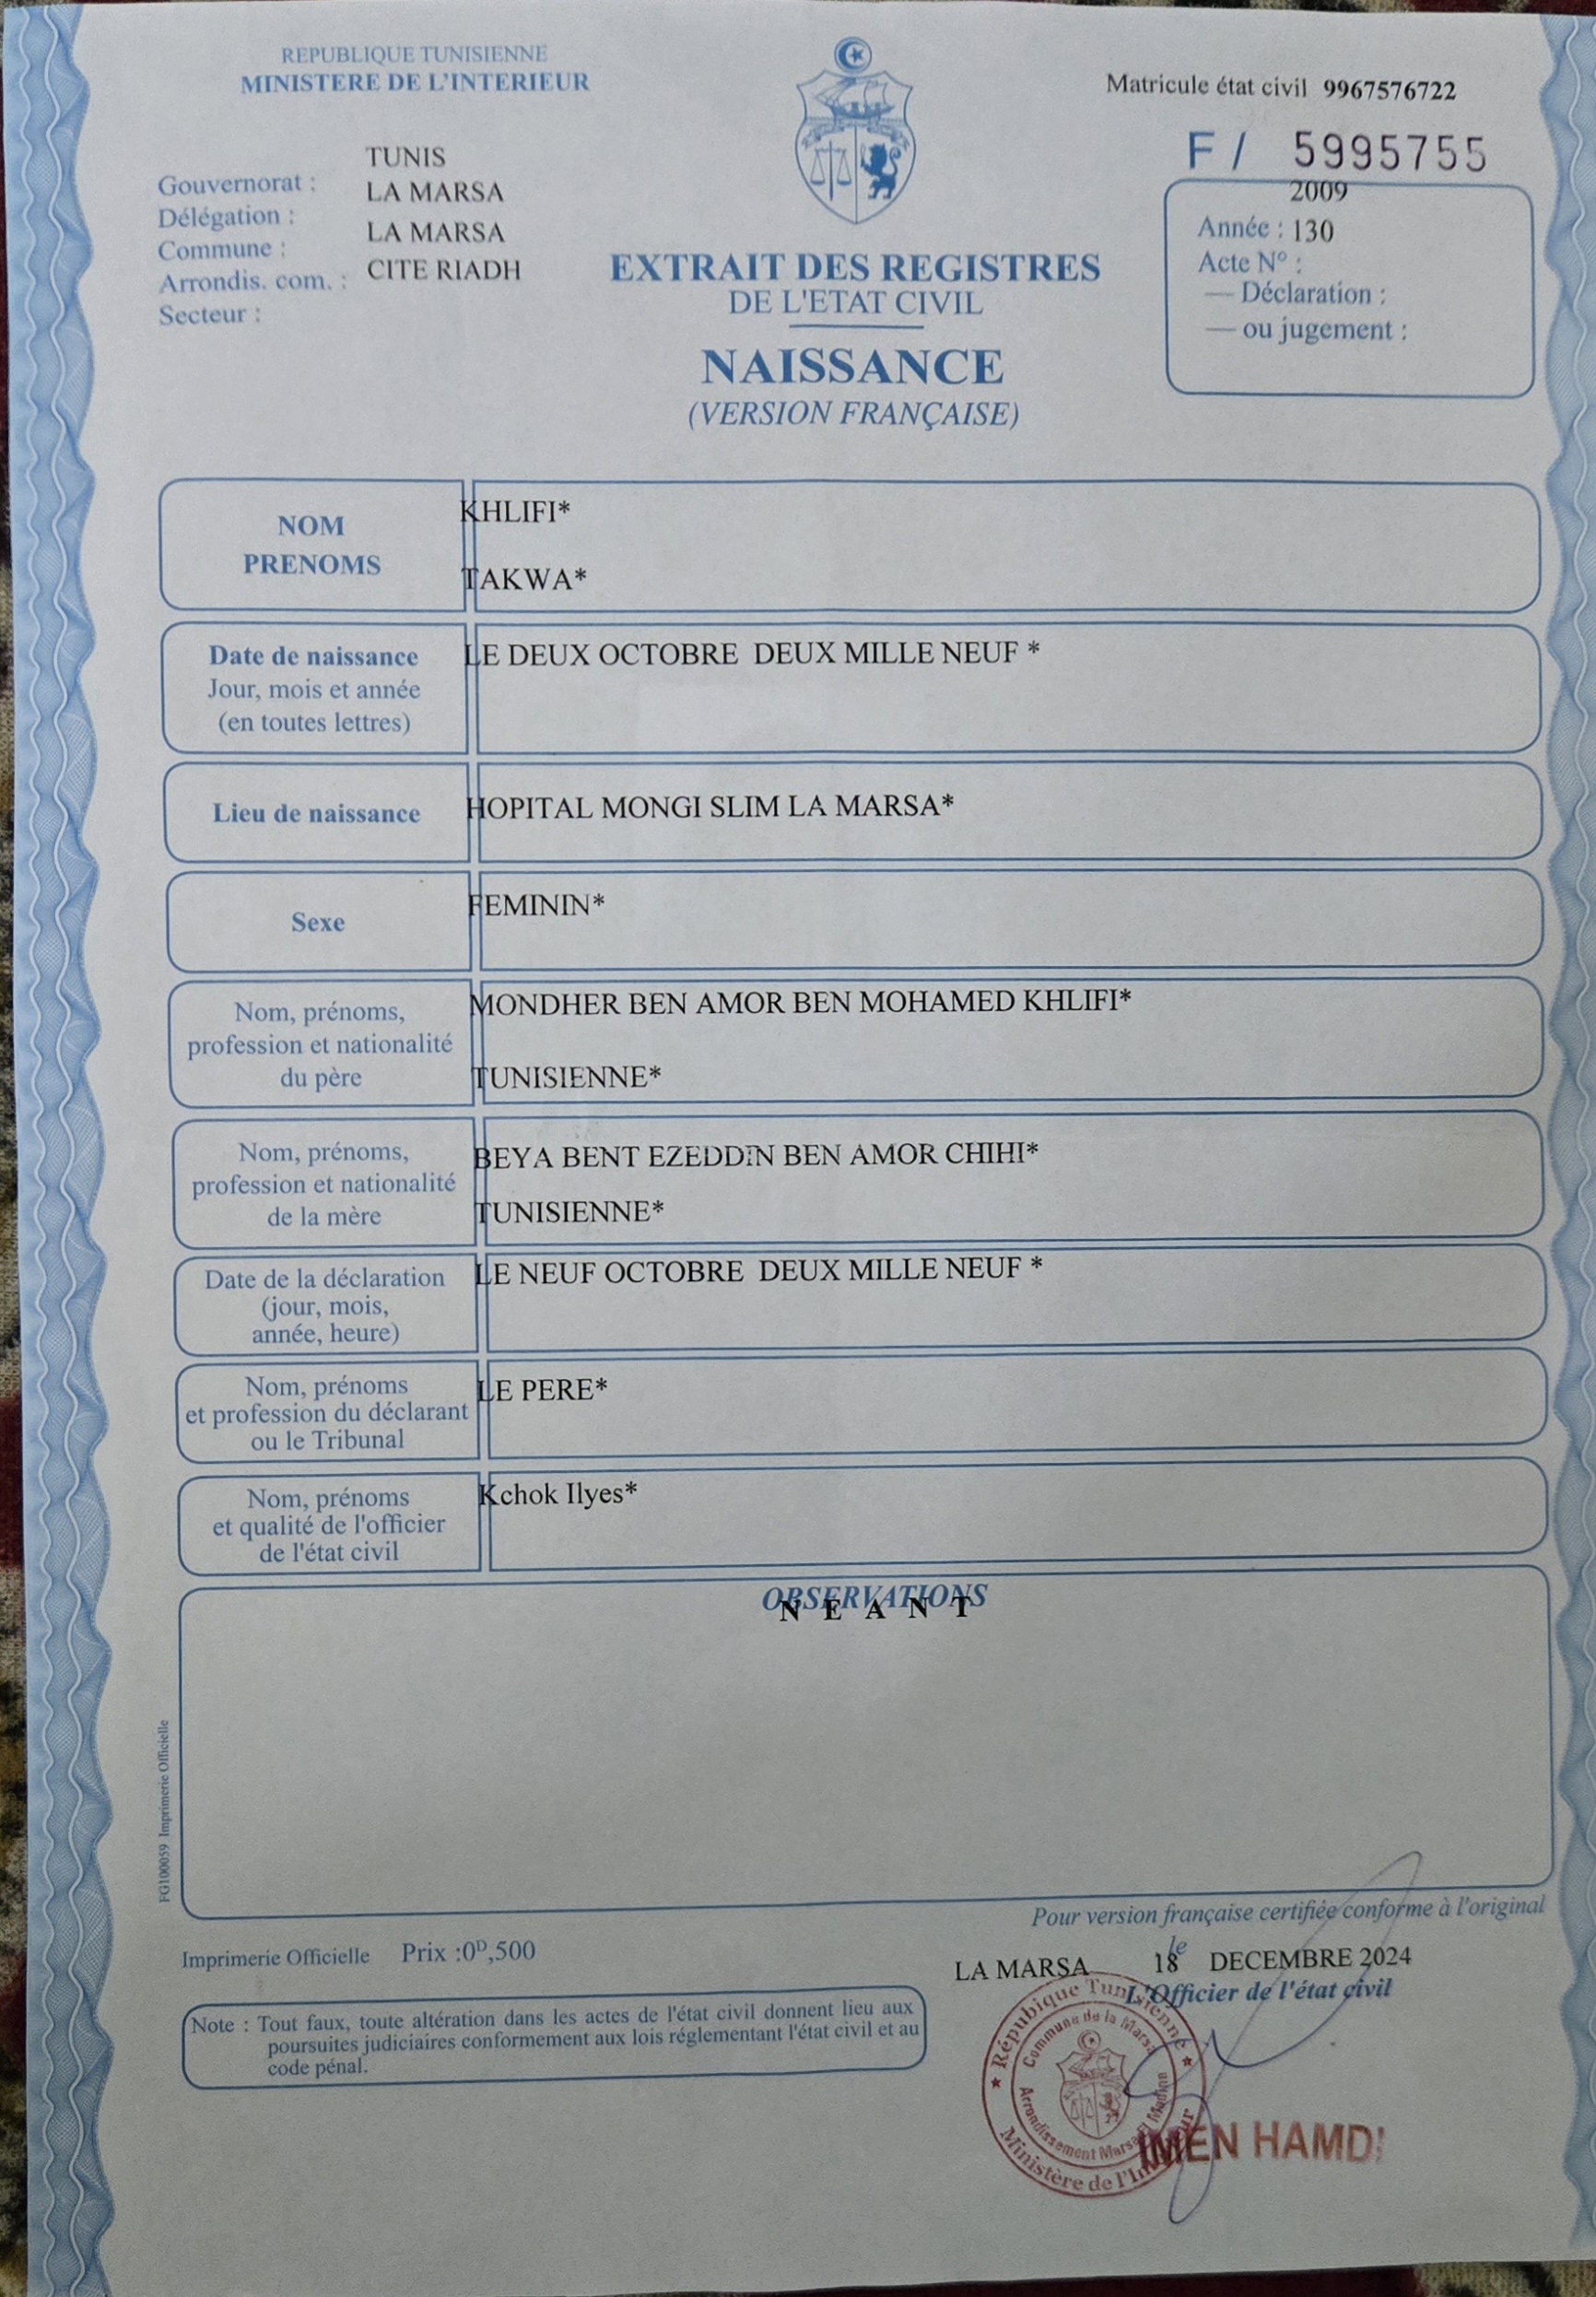 REPUBLIQUE TUNISIENNE
MINISTERE DE L'INTERIEUR
Matricule état civil 9967576722
F / 5995755
TUNIS
Gouvernorat :
LA MARSA
Délégation :
LA MARSA
Commune :
CITE RIADH
Arrondis. com. :
Secteur :
2009
Année : 130
Acte N° :
— Déclaration :
— ou jugement :
EXTRAIT DES REGISTRES
DE L'ETAT CIVIL
NAISSANCE
(VERSION FRANÇAISE)
NOM
PRENOMS
KHLIFI*
TAKWA*
Date de naissance
Jour, mois et année
(en toutes lettres)
LE DEUX OCTOBRE DEUX MILLE NEUF *
Lieu de naissance
HOPITAL MONGI SLIM LA MARSA*
Sexe
FEMININ*
Nom, prénoms,
profession et nationalité
du père
MONDHER BEN AMOR BEN MOHAMED KHLIFI*
TUNISIENNE*
Nom, prénoms,
profession et nationalité
de la mère
BEYA BENT EZEDDIN BEN AMOR CHIHI*
TUNISIENNE*
Date de la déclaration
(jour, mois,
année, heure)
LE NEUF OCTOBRE DEUX MILLE NEUF *
Nom, prénoms
et profession du déclarant
ou le Tribunal
LE PERE*
Nom, prénoms
et qualité de l'officier
de l'état civil
Kchok Ilyes*
OBSERVATIONS
N E A N T
FG100059 Imprimerie Officielle
Pour version française certifiée conforme à l'original
Imprimerie Officielle Prix :0ᴰ,500
LA MARSA le 18 DECEMBRE 2024
L'Officier de l'état civil
Note : Tout faux, toute altération dans les actes de l'état civil donnent lieu aux
poursuites judiciaires conformement aux lois réglementant l'état civil et au
code pénal.
Répubique Tunisienne
Commune de la Marsa
Arrondissement Marsa El
Ministère de l'Intérieur
IMEN HAMDI